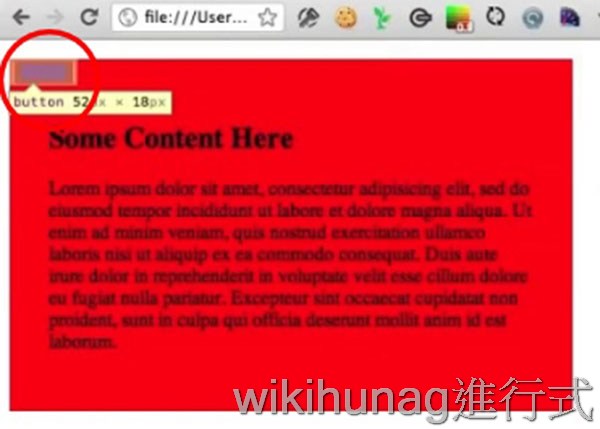 file:///User...
button 52px × 18px
Some Content Here
Lorem ipsum dolor sit amet, consectetur adipisicing elit, sed do
eiusmod tempor incididunt ut labore et dolore magna aliqua. Ut
enim ad minim veniam, quis nostrud exercitation ullamco
laboris nisi ut aliquip ex ea commodo consequat. Duis aute
irure dolor in reprehenderit in voluptate velit esse cillum dolore
eu fugiat nulla pariatur. Excepteur sint occaecat cupidatat non
proident, sunt in culpa qui officia deserunt mollit anim id est
laborum.
wikihunag進行式